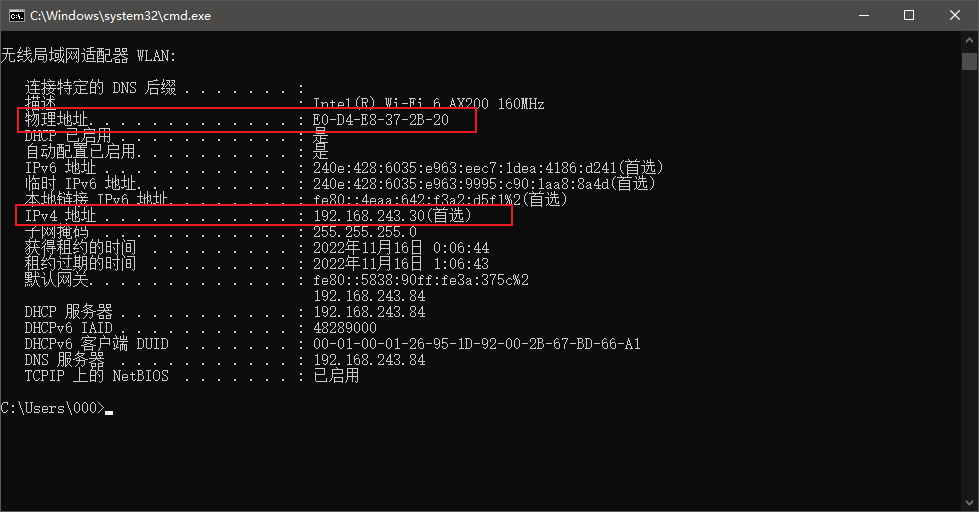 C:\Windows\system32\cmd.exe
无线局域网适配器 WLAN:
连接特定的 DNS 后缀 . . . . . . . :
描述. . . . . . . . . . . . . . . : Intel(R) Wi-Fi 6 AX200 160MHz
物理地址. . . . . . . . . . . . . : E0-D4-E8-37-2B-20
DHCP 已启用 . . . . . . . . . . . : 是
自动配置已启用. . . . . . . . . . : 是
IPv6 地址 . . . . . . . . . . . . : 240e:428:6035:e963:eec7:1dea:4186:d241(首选)
临时 IPv6 地址. . . . . . . . . . : 240e:428:6035:e963:9995:c90:1aa8:8a4d(首选)
本地链接 IPv6 地址. . . . . . . . : fe80::4eaa:642:f3a2:d5f1%2(首选)
IPv4 地址 . . . . . . . . . . . . : 192.168.243.30(首选)
子网掩码 . . . . . . . . . . . . : 255.255.255.0
获得租约的时间 . . . . . . . . . : 2022年11月16日 0:06:44
租约过期的时间 . . . . . . . . . : 2022年11月16日 1:06:43
默认网关. . . . . . . . . . . . . : fe80::5838:90ff:fe3a:375c%2
192.168.243.84
DHCP 服务器 . . . . . . . . . . . : 192.168.243.84
DHCPv6 IAID . . . . . . . . . . . : 48289000
DHCPv6 客户端 DUID . . . . . . . : 00-01-00-01-26-95-1D-92-00-2B-67-BD-66-A1
DNS 服务器 . . . . . . . . . . . : 192.168.243.84
TCPIP 上的 NetBIOS . . . . . . . : 已启用
C:\Users\000>